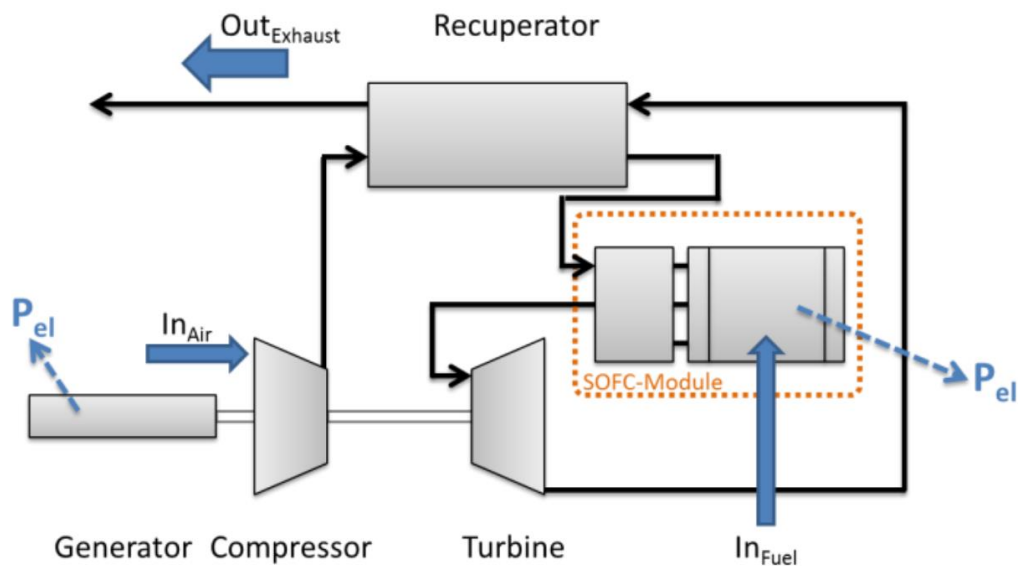 Out_Exhaust
Recuperator
P_el
In_Air
SOFC-Module
P_el
Generator
Compressor
Turbine
In_Fuel